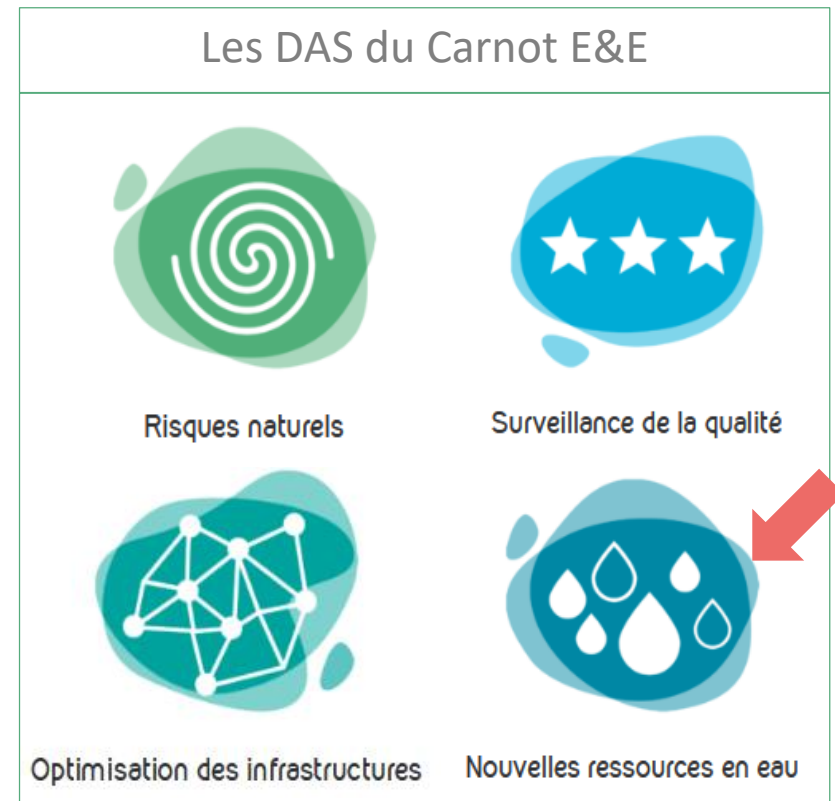 Les DAS du Carnot E&E
Risques naturels
Surveillance de la qualité
Optimisation des infrastructures
Nouvelles ressources en eau